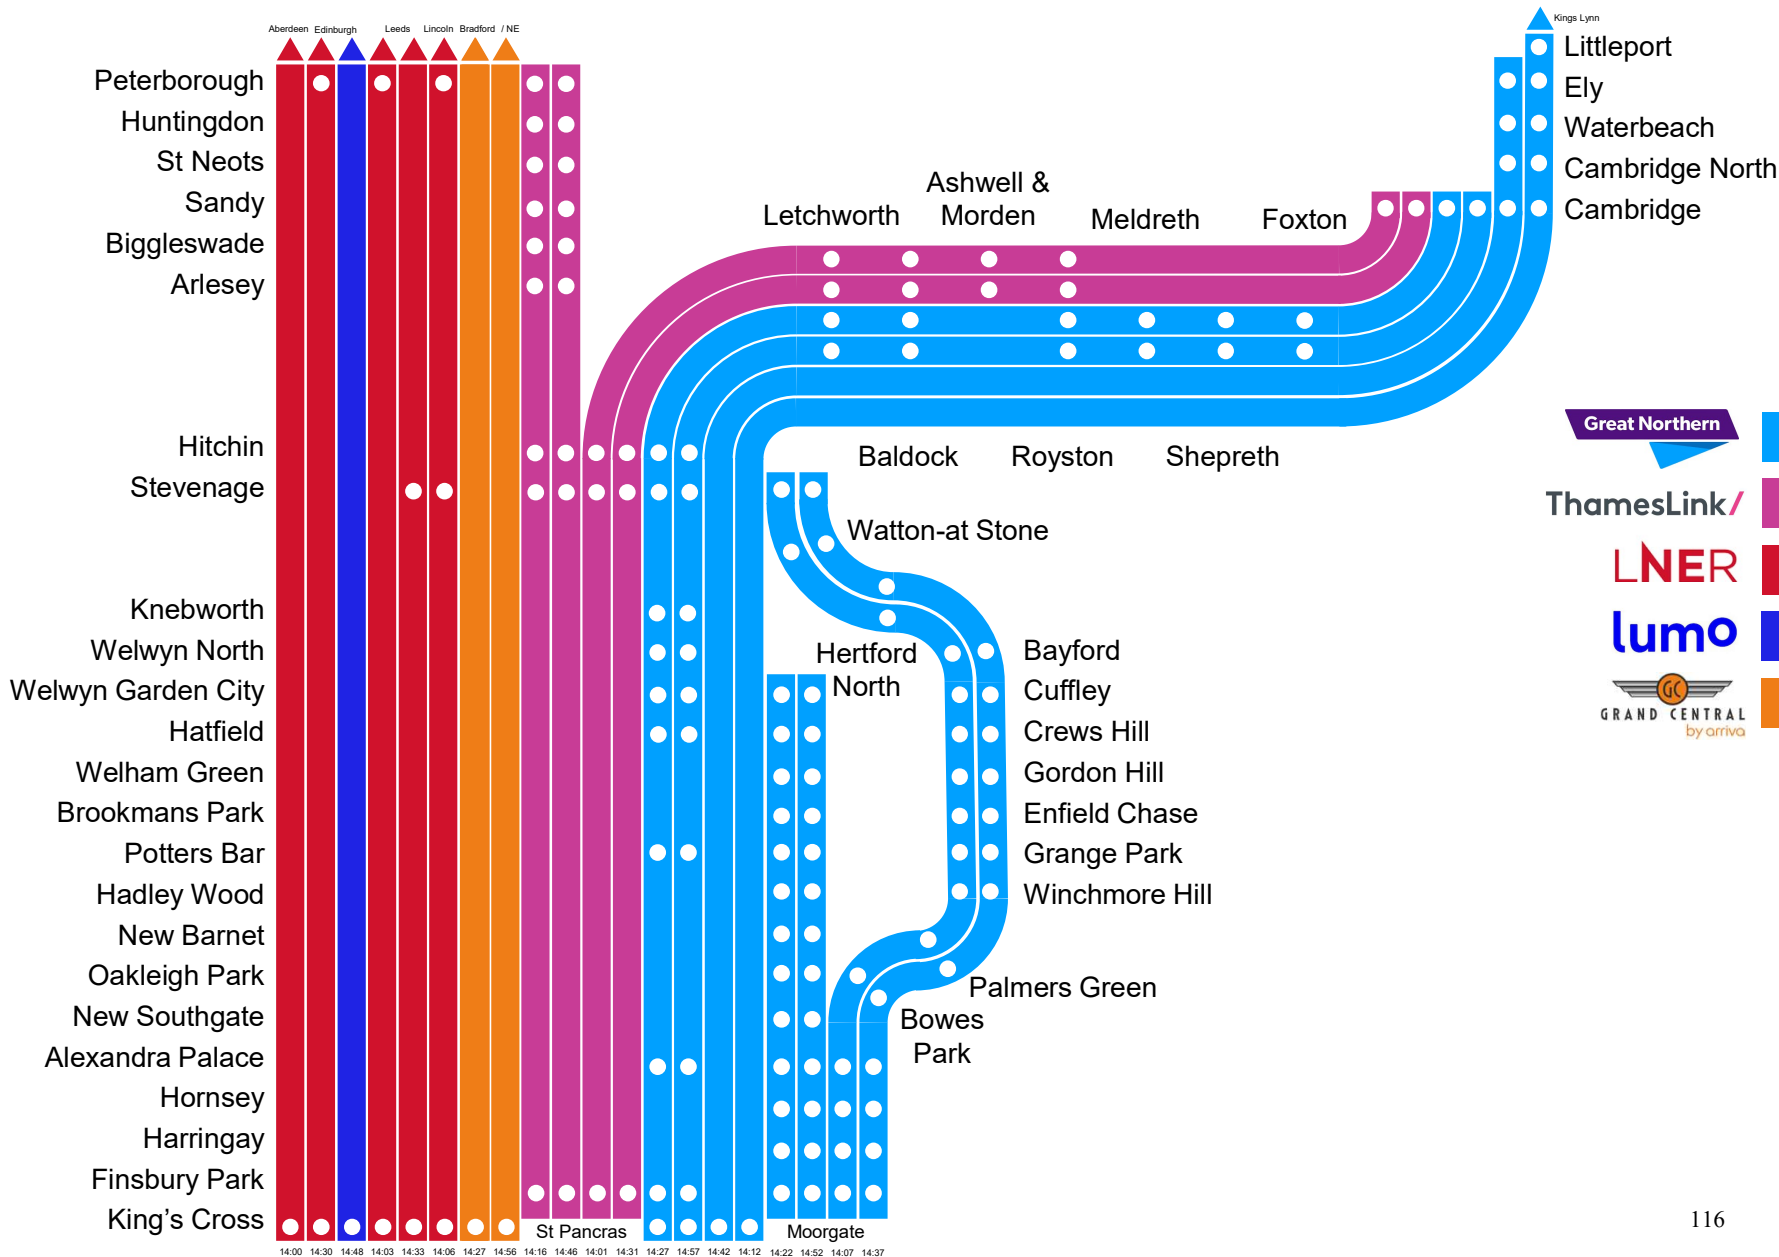 Aberdeen Edinburgh Leeds Lincoln Bradford / NE
Kings Lynn
Peterborough
Huntingdon
St Neots
Sandy
Biggleswade
Arlesey
Hitchin
Stevenage
Knebworth
Welwyn North
Welwyn Garden City
Hatfield
Welham Green
Brookmans Park
Potters Bar
Hadley Wood
New Barnet
Oakleigh Park
New Southgate
Alexandra Palace
Hornsey
Harringay
Finsbury Park
King's Cross
Letchworth
Ashwell &
Morden
Meldreth
Foxton
Littleport
Ely
Waterbeach
Cambridge North
Cambridge
Baldock
Royston
Shepreth
Watton-at Stone
Hertford
North
Bayford
Cuffley
Crews Hill
Gordon Hill
Enfield Chase
Grange Park
Winchmore Hill
Palmers Green
Bowes
Park
Great Northern
ThamesLink/
LNER
lumo
GC
GRAND CENTRAL
by arriva
St Pancras
Moorgate
14:00 14:30 14:48 14:03 14:33 14:06 14:27 14:56 14:16 14:46 14:01 14:31 14:27 14:57 14:42 14:12 14:22 14:52 14:07 14:37
116